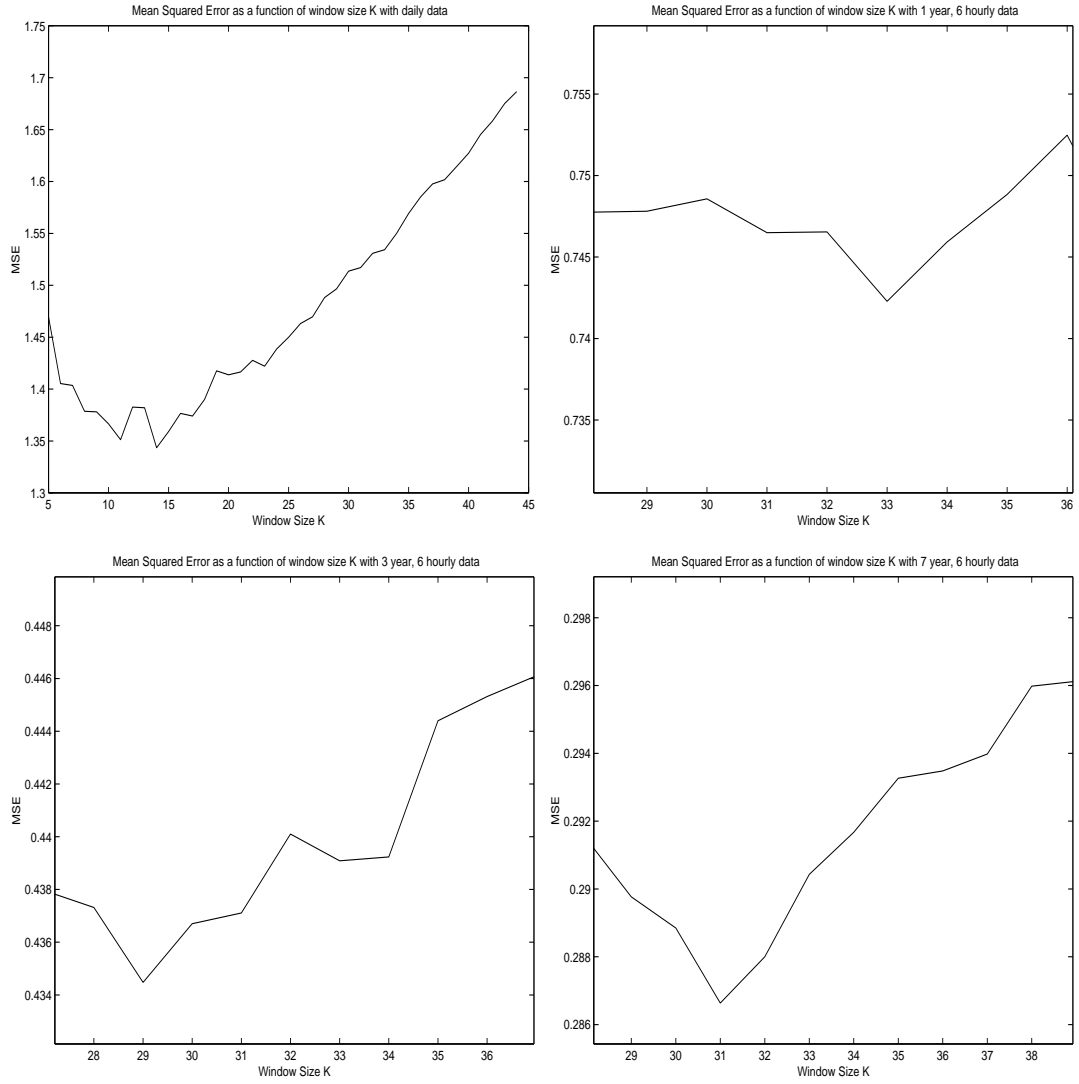 Mean Squared Error as a function of window size K with daily data
1.75
1.7
1.65
1.6
1.55
1.5
1.45
1.4
1.35
1.3
MSE
5 10 15 20 25 30 35 40 45
Window Size K
Mean Squared Error as a function of window size K with 1 year, 6 hourly data
0.755
0.75
0.745
0.74
0.735
MSE
29 30 31 32 33 34 35 36
Window Size K
Mean Squared Error as a function of window size K with 3 year, 6 hourly data
0.448
0.446
0.444
0.442
0.44
0.438
0.436
0.434
MSE
28 29 30 31 32 33 34 35 36
Window Size K
Mean Squared Error as a function of window size K with 7 year, 6 hourly data
0.298
0.296
0.294
0.292
0.29
0.288
0.286
MSE
29 30 31 32 33 34 35 36 37 38
Window Size K